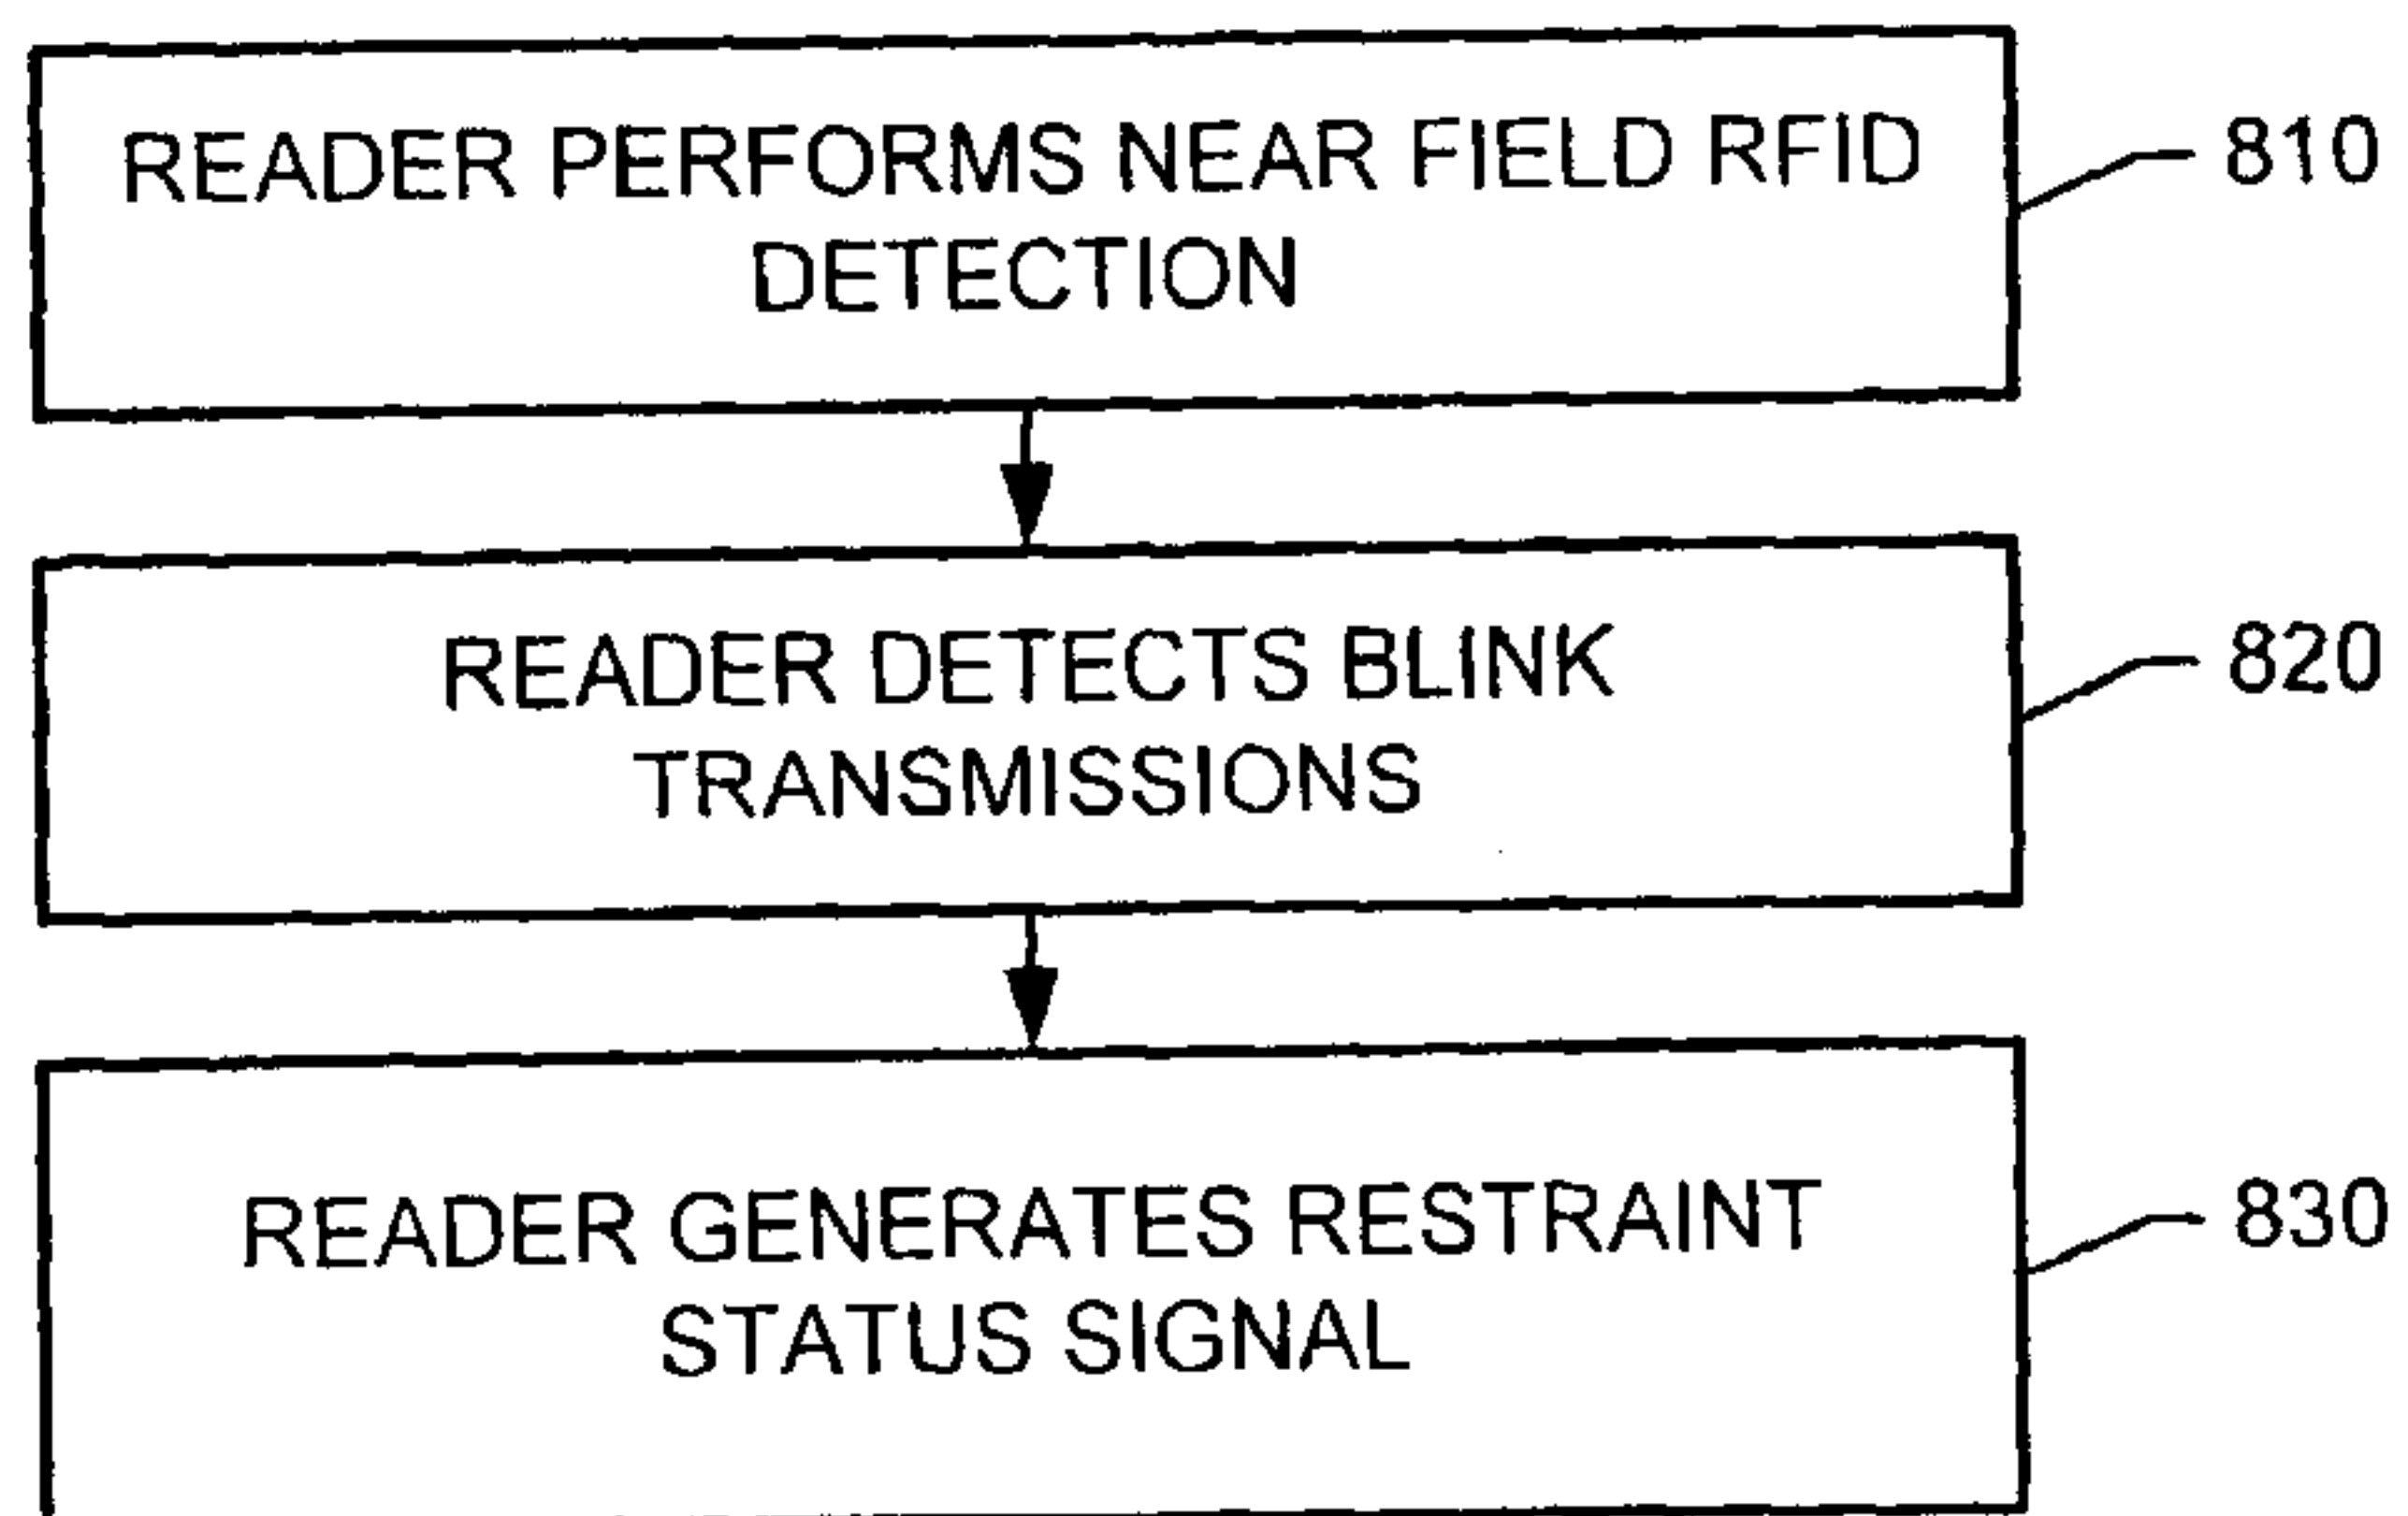 READER PERFORMS NEAR FIELD RFID
DETECTION
810
READER DETECTS BLINK
TRANSMISSIONS
820
READER GENERATES RESTRAINT
STATUS SIGNAL
830